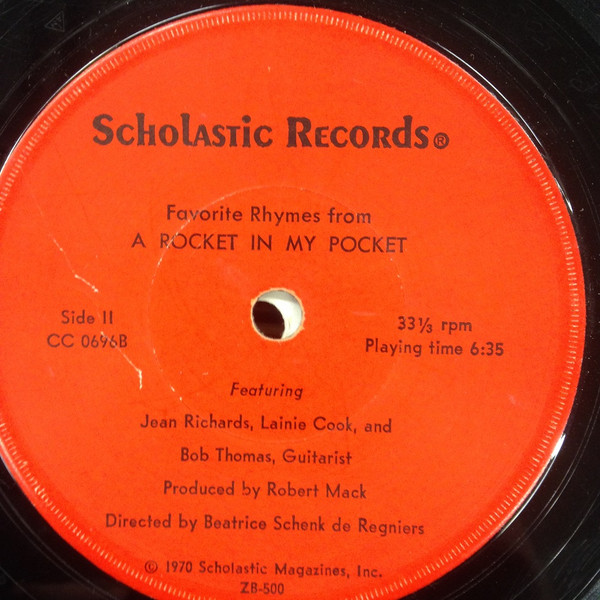 Scholastic Records®
Favorite Rhymes from
A ROCKET IN MY POCKET
Side II
CC 0696B
33⅓ rpm
Playing time 6:35
Featuring
Jean Richards, Lainie Cook, and
Bob Thomas, Guitarist
Produced by Robert Mack
Directed by Beatrice Schenk de Regniers
© 1970 Scholastic Magazines, Inc.
ZB-500